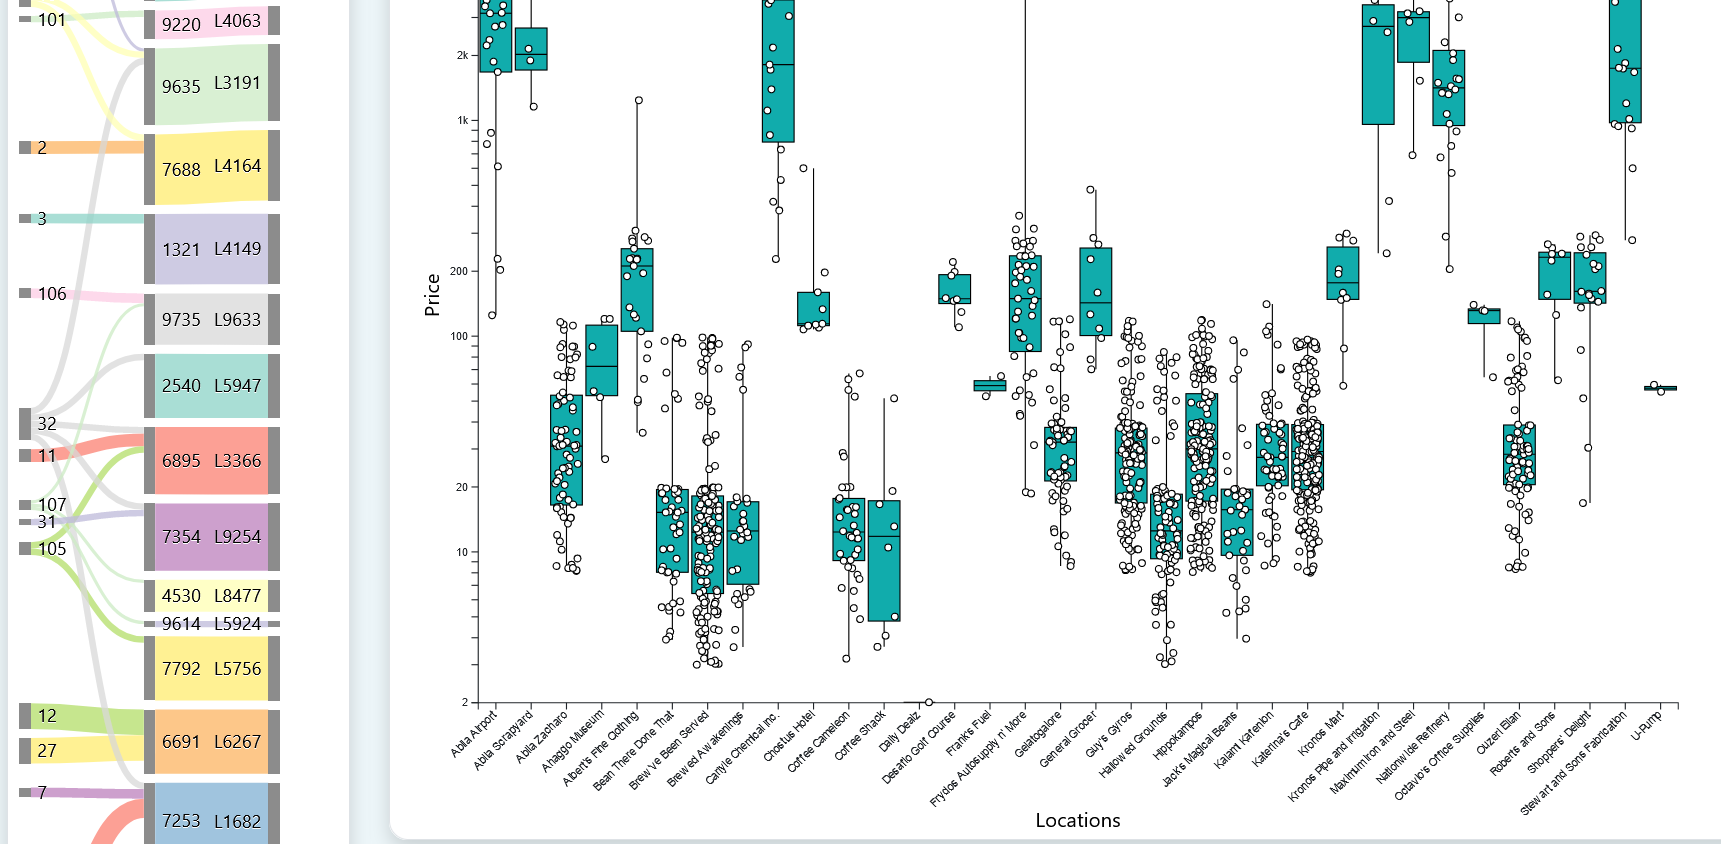 101
2
3
106
32
11
107
31
105
12
27
7
9220 L4063
9635 L3191
7688 L4164
1321 L4149
9735 L9633
2540 L5947
6895 L3366
7354 L9254
4530 L8477
9614 L5924
7792 L5756
6691 L6267
7253 L1682
Price
2k
1k
200
100
20
10
2
Abila Airport
Abila Scrapyard
Abila Zacharo
Ahaggo Museum
Albert's Fine Clothing
Bean There Done That
Brew've Been Served
Brewed Awakenings
Carlyle Chemical Inc.
Chostus Hotel
Coffee Cameleon
Coffee Shack
Daily Dealz
Desafio Golf Course
Frank's Fuel
Frydos Autosupply n' More
Gelatogalore
General Grocer
Guy's Gyros
Hallowed Grounds
Hippokampos
Jack's Magical Beans
Kalami Kafenion
Katerina's Cafe
Kronos Mart
Kronos Pipe and Irrigation
Maximum Iron and Steel
Nationwide Refinery
Octavio's Office Supplies
Ouzeri Elian
Roberts and Sons
Shoppers' Delight
Stewart and Sons Fabrication
U-Pump
Locations